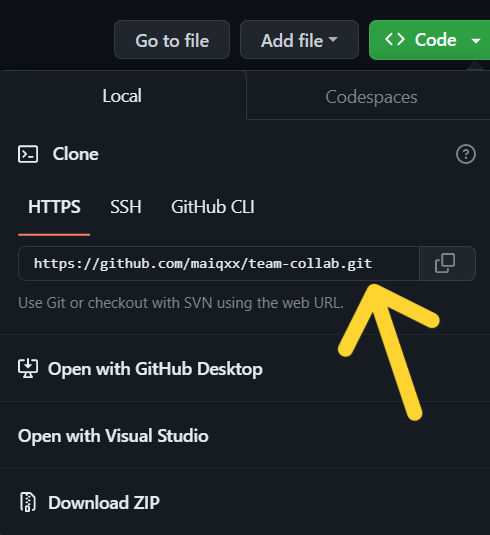 Go to file
Add file
<> Code
Local
Codespaces
Clone
HTTPS
SSH
GitHub CLI
https://github.com/maiqxx/team-collab.git
Use Git or checkout with SVN using the web URL.
Open with GitHub Desktop
Open with Visual Studio
Download ZIP